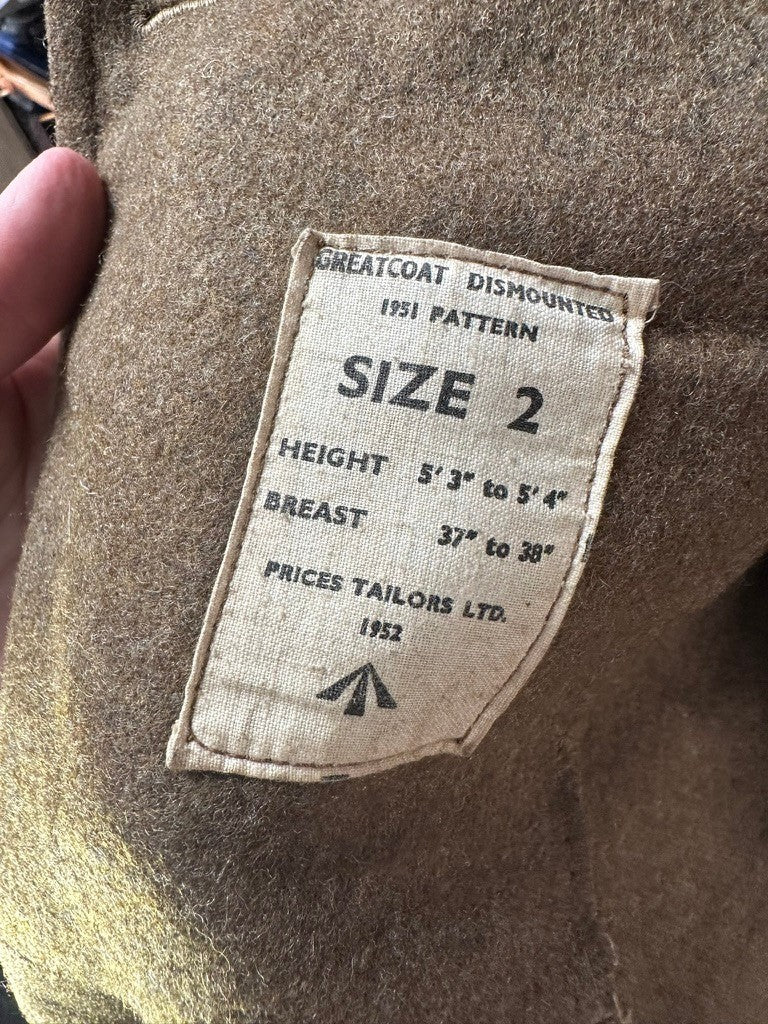 GREATCOAT DISMOUNTED
1951 PATTERN
SIZE 2
HEIGHT 5' 3" to 5' 4"
BREAST 37" to 38"
PRICES TAILORS LTD.
1952